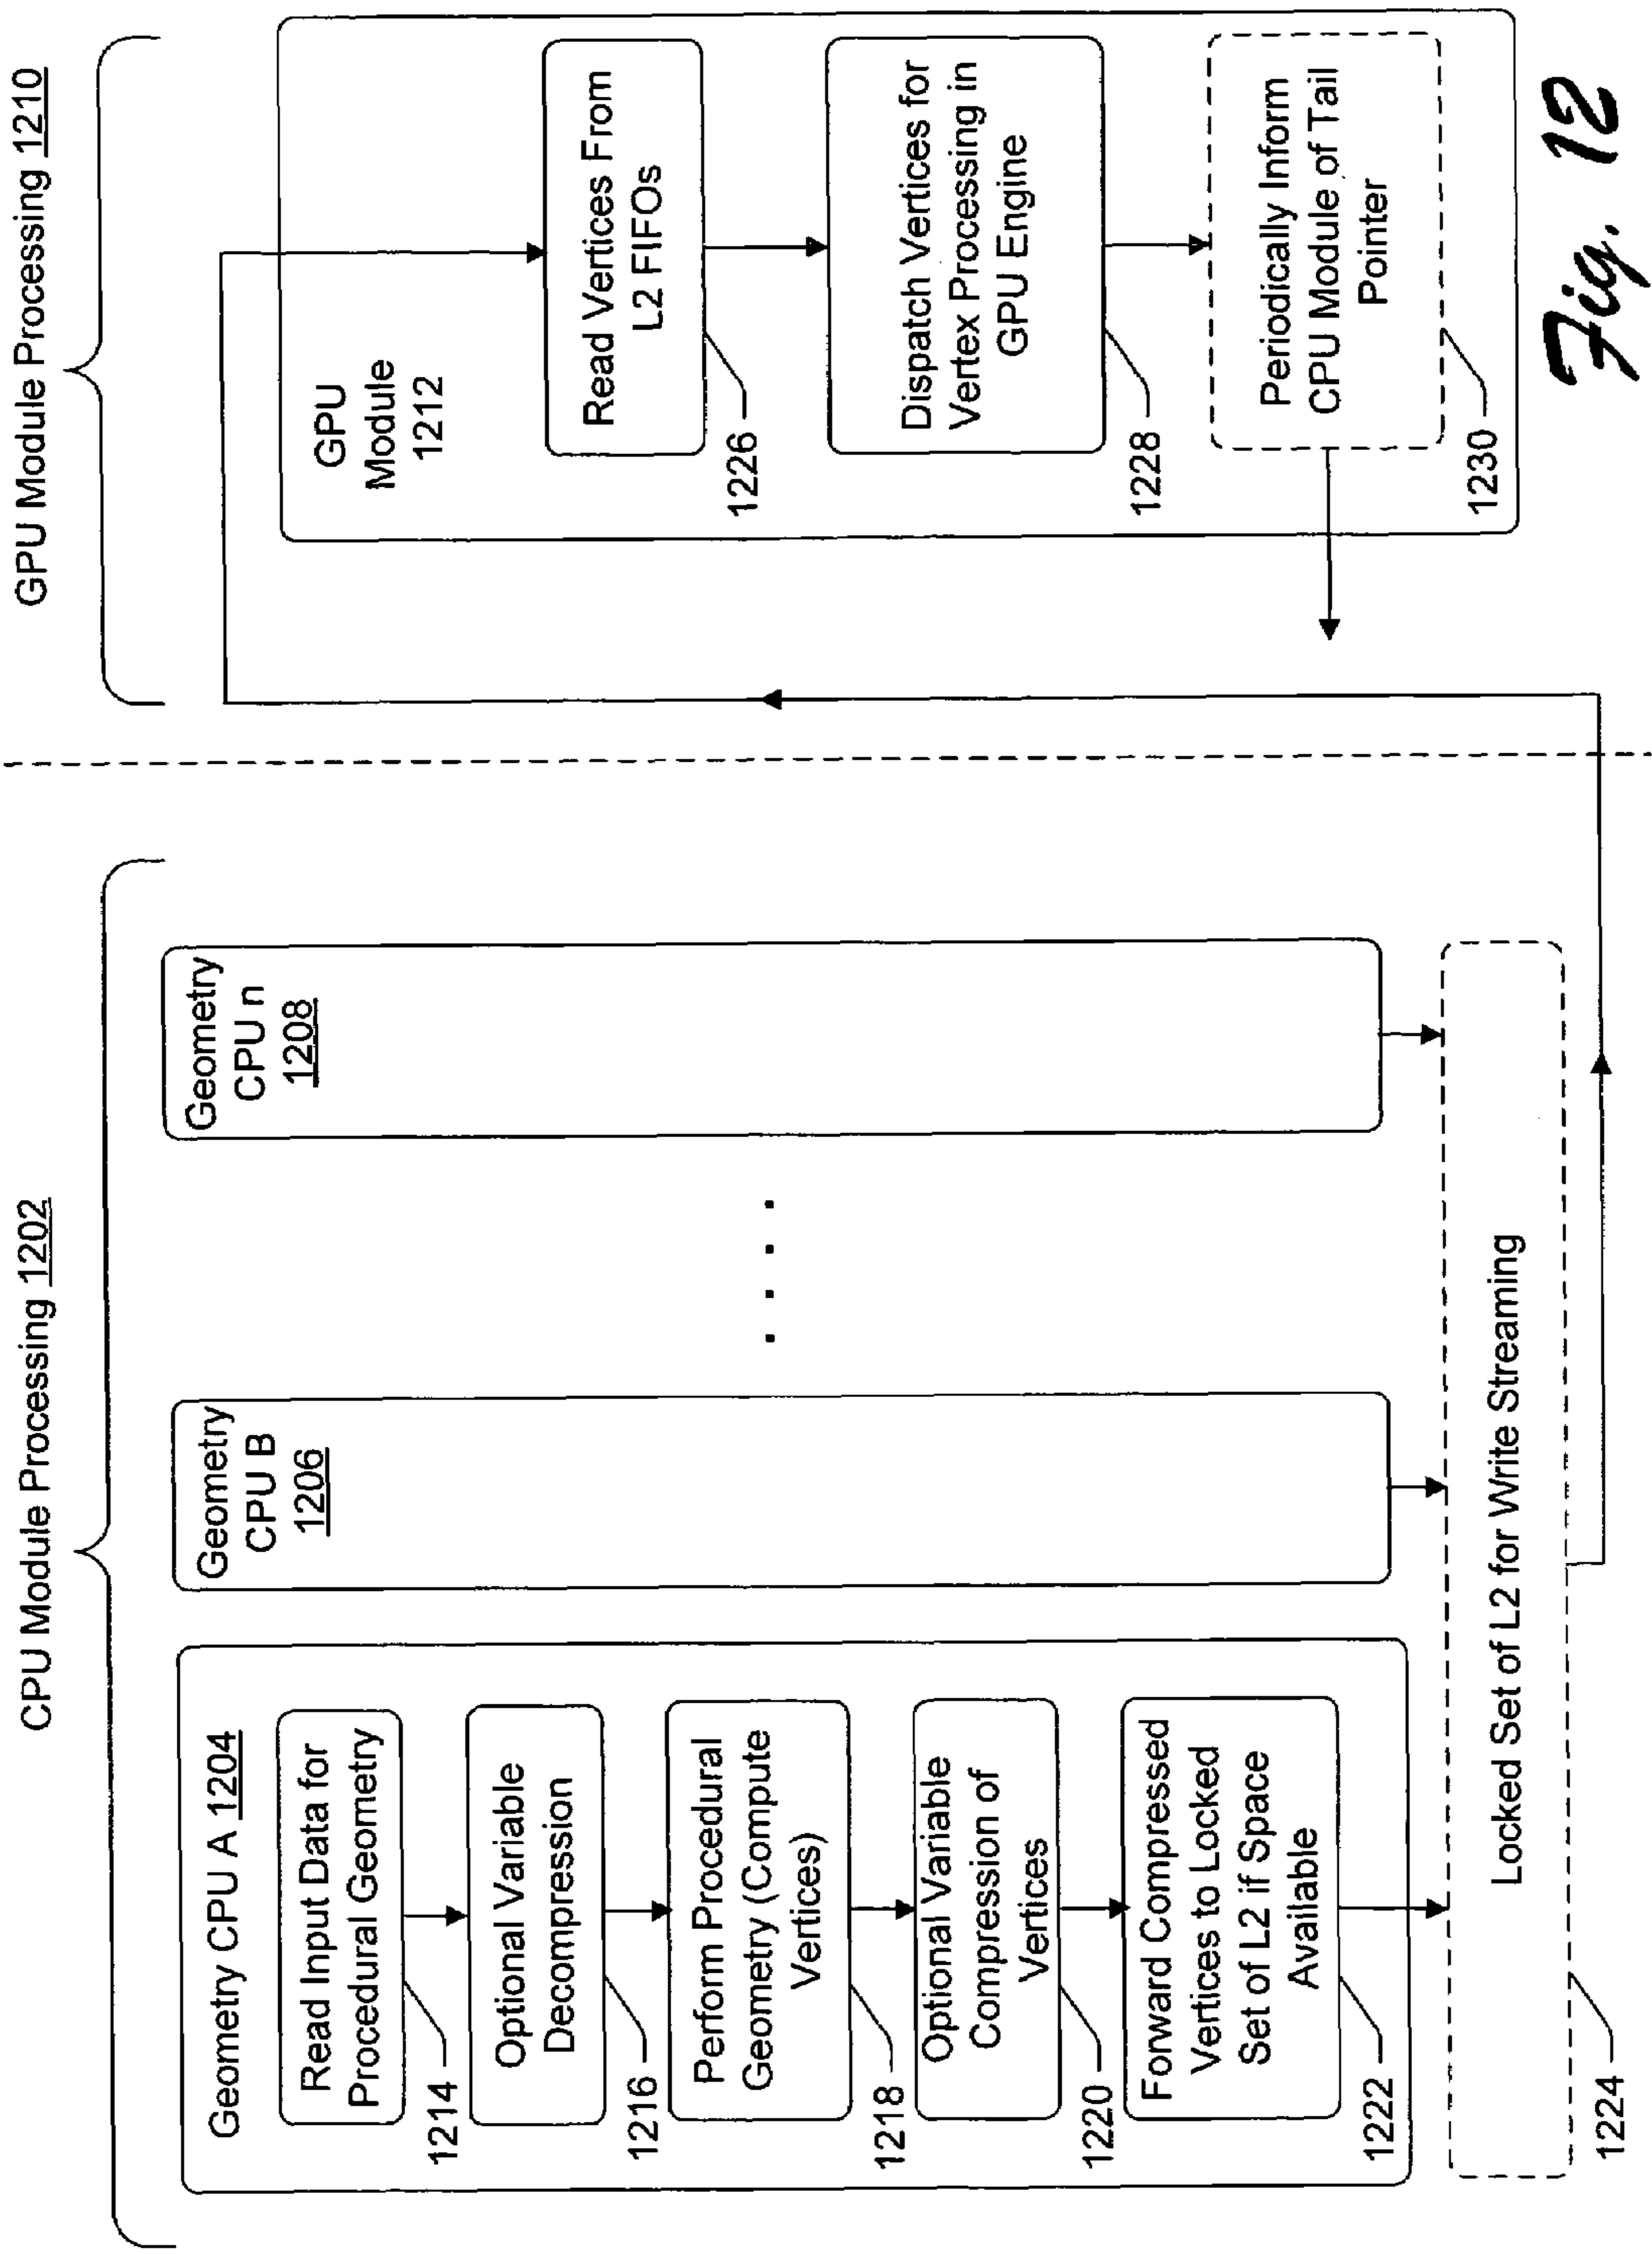 CPU Module Processing 1202
Geometry CPU A 1204
Read Input Data for
Procedural Geometry
1214
Optional Variable
Decompression
1216
Perform Procedural
Geometry (Compute
Vertices)
1218
Optional Variable
Compression of
Vertices
1220
Forward Compressed
Vertices to Locked
Set of L2 if Space
Available
1222
Geometry
CPU B
1206
. . . .
Geometry
CPU n
1208
Locked Set of L2 for Write Streaming
1224
GPU Module Processing 1210
GPU
Module
1212
Read Vertices From
L2 FIFOs
1226
Dispatch Vertices for
Vertex Processing in
GPU Engine
1228
Periodically Inform
CPU Module of Tail
Pointer
1230
Fig. 12